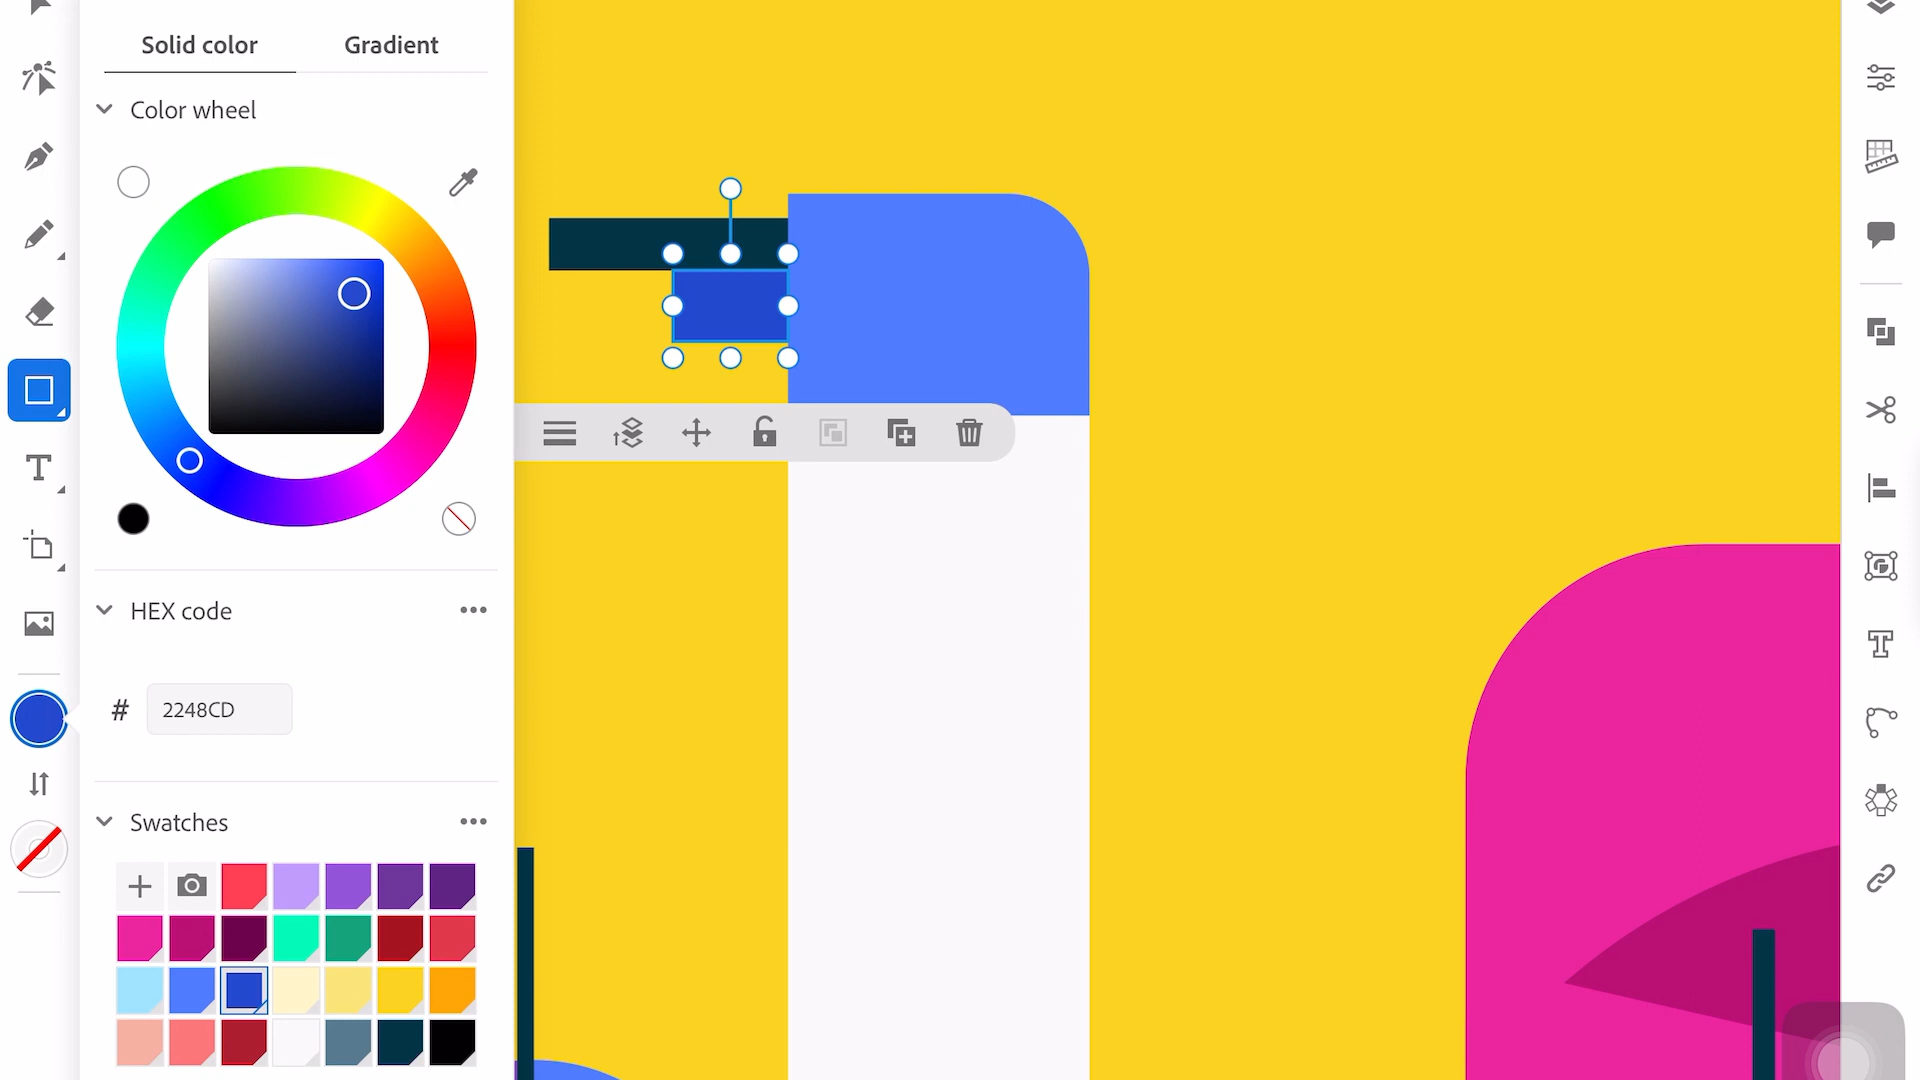 Solid color
Gradient
Color wheel
HEX code
# 2248CD
Swatches